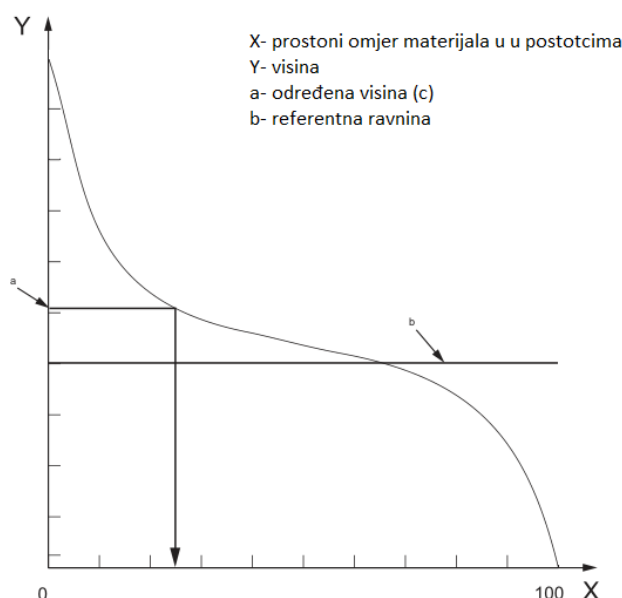 Y
X- prostoni omjer materijala u u postotcima
Y- visina
a- određena visina (c)
b- referentna ravnina
a
b
0
100
X